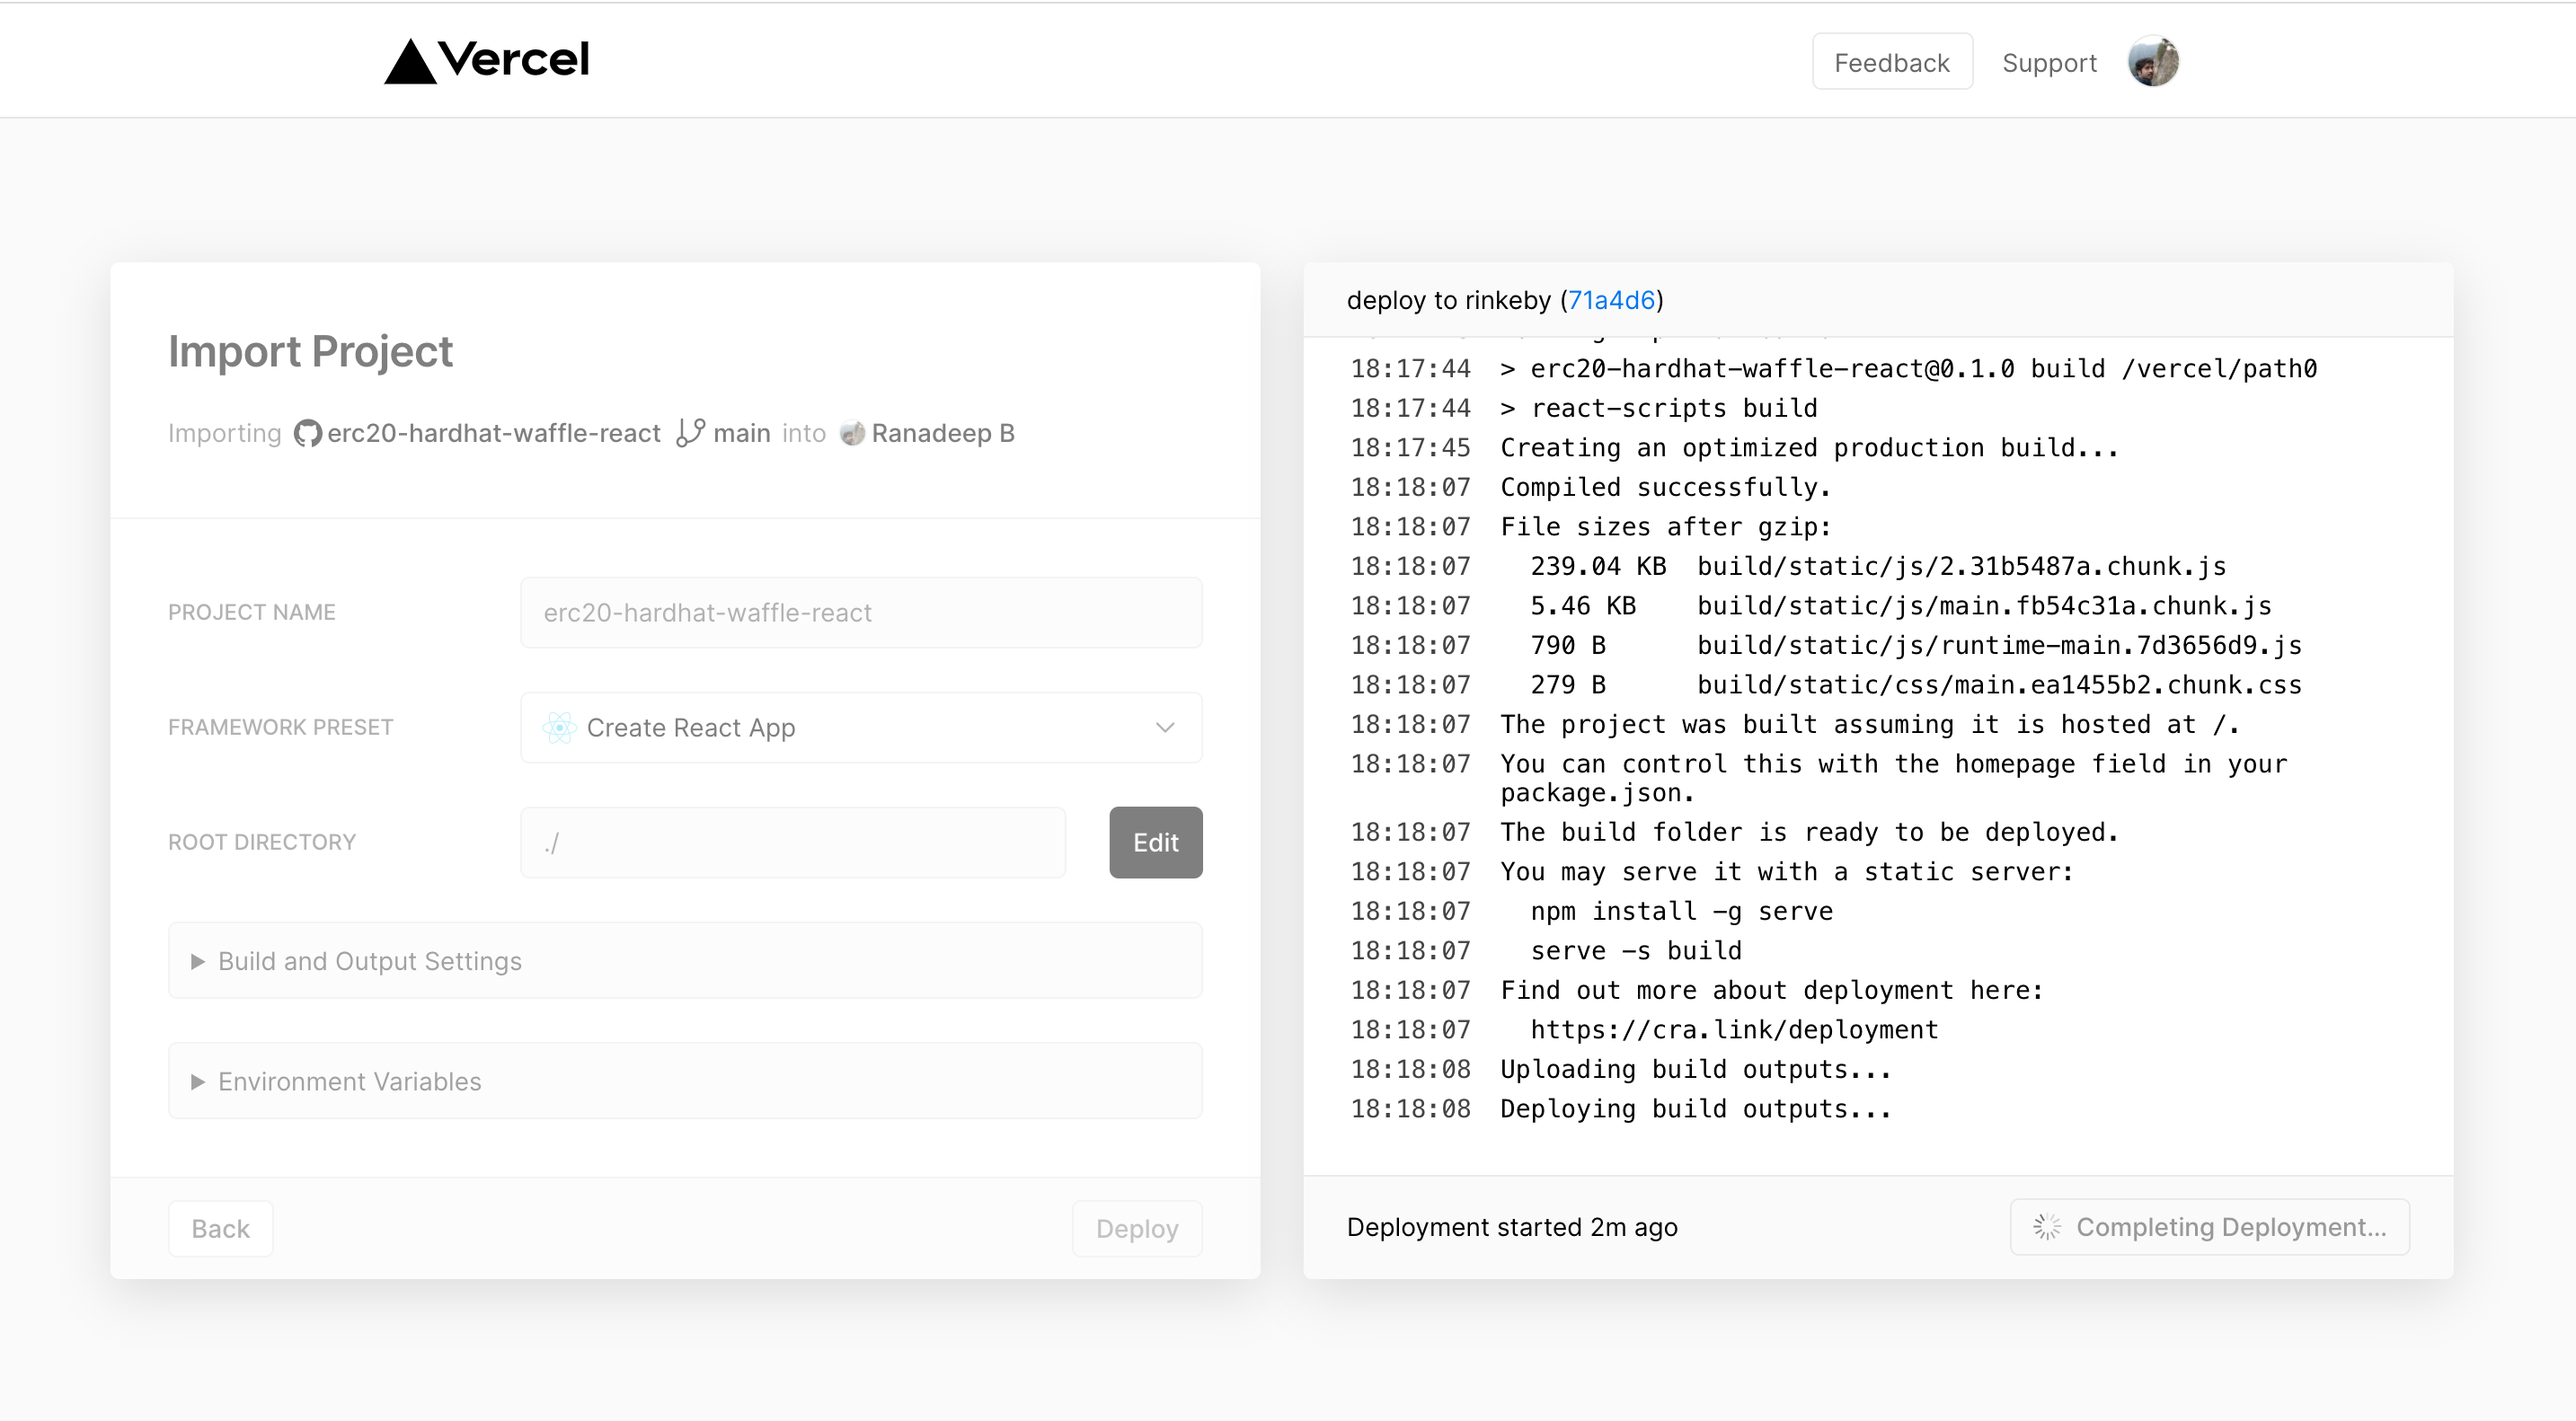 Vercel
Feedback
Support
Import Project
Importing erc20-hardhat-waffle-react main into Ranadeep B
PROJECT NAME
erc20-hardhat-waffle-react
FRAMEWORK PRESET
Create React App
ROOT DIRECTORY
./
Edit
Build and Output Settings
Environment Variables
Back
Deploy
deploy to rinkeby (71a4d6)
18:17:44 > erc20-hardhat-waffle-react@0.1.0 build /vercel/path0
18:17:44 > react-scripts build
18:17:45 Creating an optimized production build...
18:18:07 Compiled successfully.
18:18:07 File sizes after gzip:
18:18:07 239.04 KB build/static/js/2.31b5487a.chunk.js
18:18:07 5.46 KB build/static/js/main.fb54c31a.chunk.js
18:18:07 790 B build/static/js/runtime-main.7d3656d9.js
18:18:07 279 B build/static/css/main.ea1455b2.chunk.css
18:18:07 The project was built assuming it is hosted at /.
18:18:07 You can control this with the homepage field in your
package.json.
18:18:07 The build folder is ready to be deployed.
18:18:07 You may serve it with a static server:
18:18:07 npm install -g serve
18:18:07 serve -s build
18:18:07 Find out more about deployment here:
18:18:07 https://cra.link/deployment
18:18:08 Uploading build outputs...
18:18:08 Deploying build outputs...
Deployment started 2m ago
Completing Deployment...